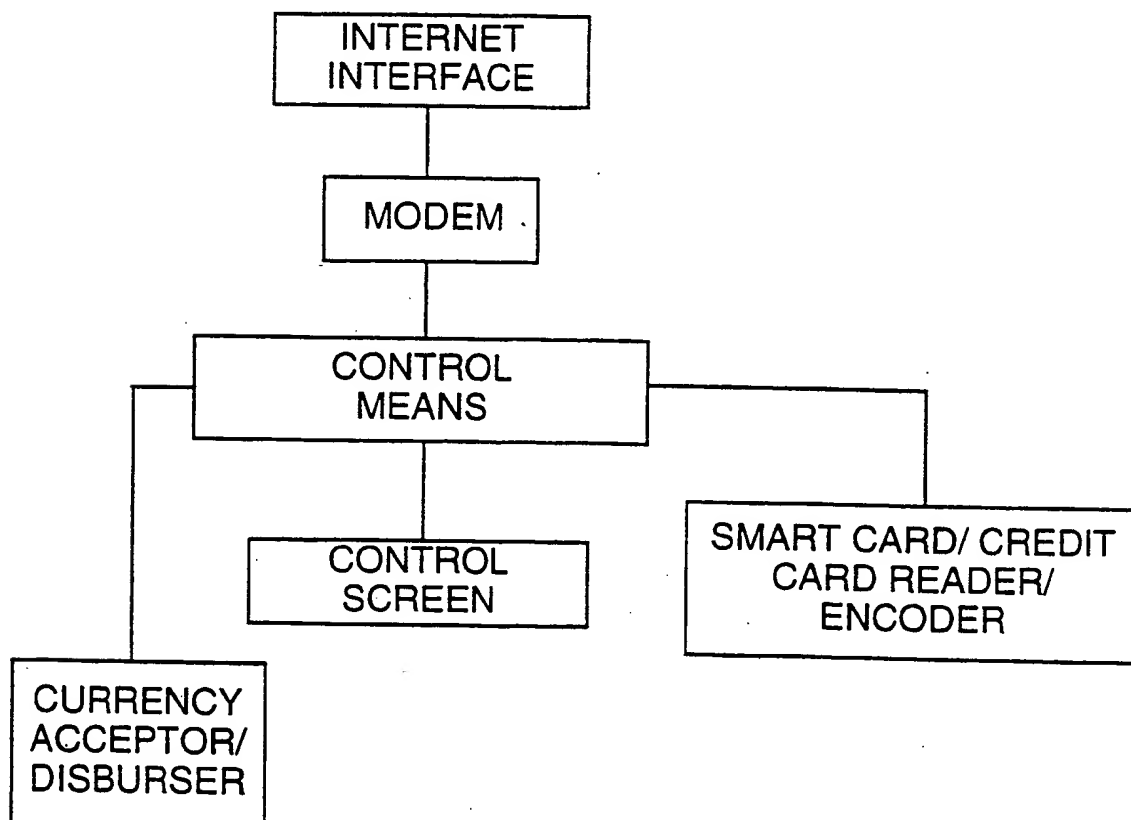 INTERNET
INTERFACE
MODEM
CONTROL
MEANS
CONTROL
SCREEN
SMART CARD/ CREDIT
CARD READER/
ENCODER
CURRENCY
ACCEPTOR/
DISBURSER